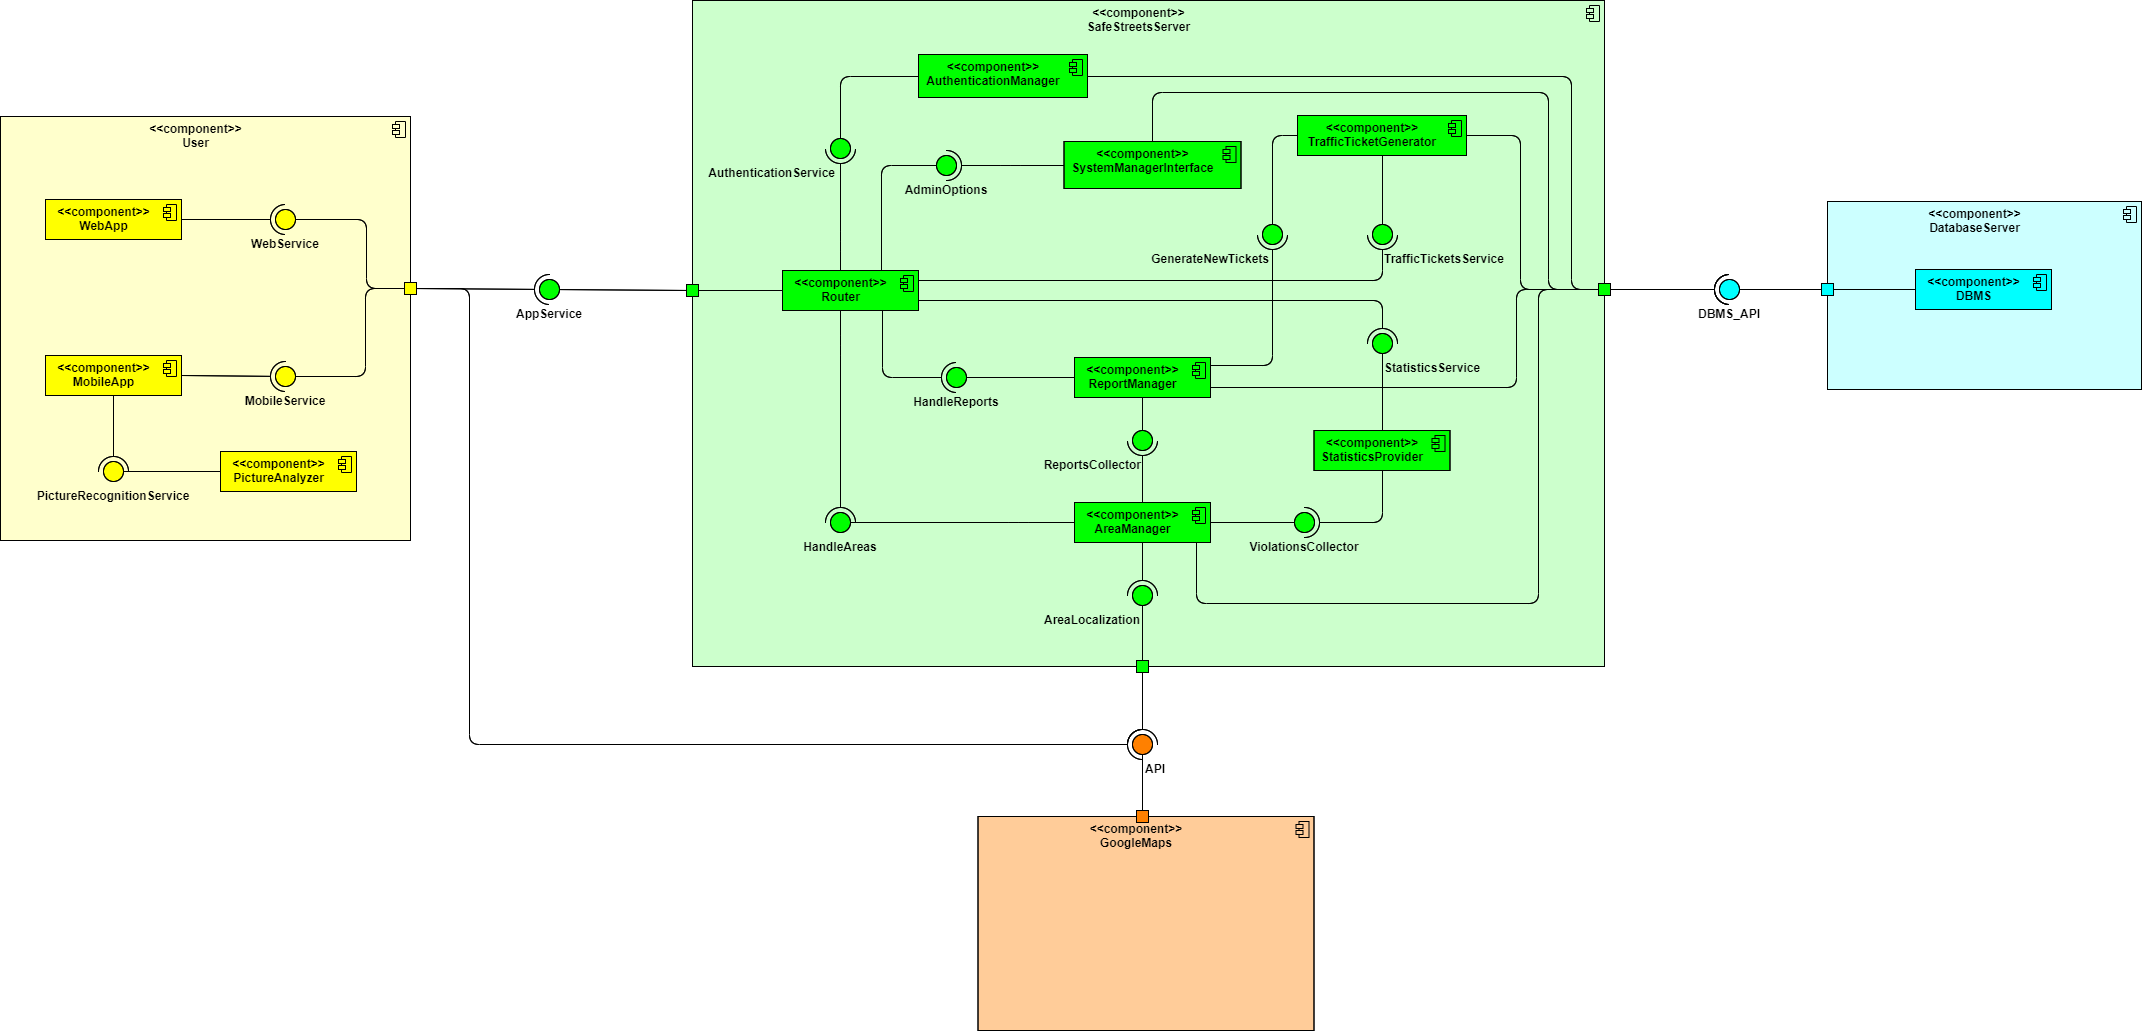 <<component>>
SafeStreetsServer
<<component>>
AuthenticationManager
<<component>>
User
<<component>>
TrafficTicketGenerator
<<component>>
SystemManagerInterface
AuthenticationService
AdminOptions
<<component>>
WebApp
WebService
<<component>>
DatabaseServer
GenerateNewTickets
TrafficTicketsService
<<component>>
Router
<<component>>
DBMS
AppService
DBMS_API
<<component>>
MobileApp
MobileService
<<component>>
ReportManager
StatisticsService
HandleReports
<<component>>
StatisticsProvider
ReportsCollector
<<component>>
PictureAnalyzer
PictureRecognitionService
<<component>>
AreaManager
HandleAreas
ViolationsCollector
AreaLocalization
API
<<component>>
GoogleMaps